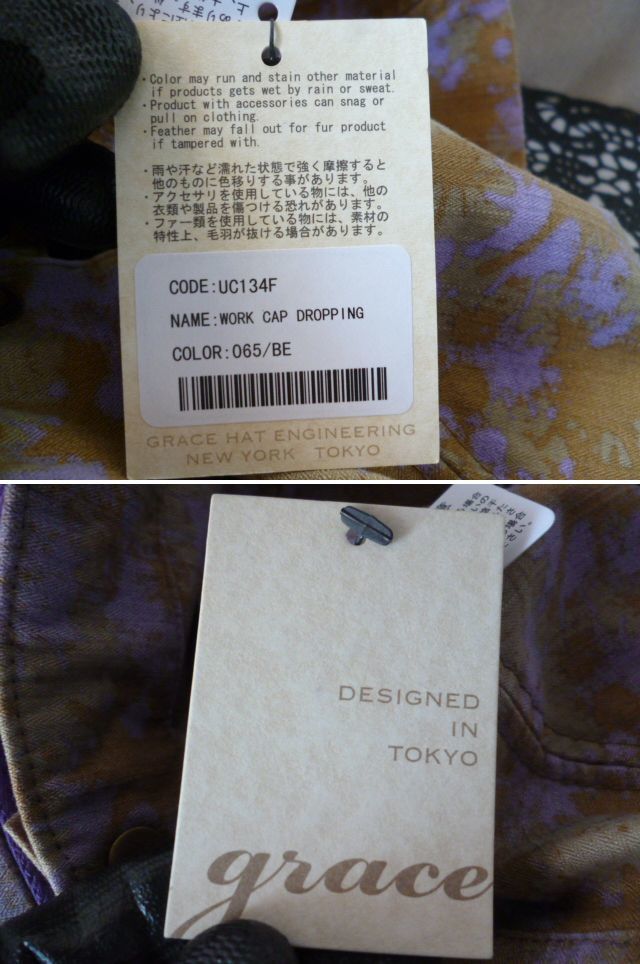 ・Color may run and stain other material
if products gets wet by rain or sweat.
・Product with accessories can snag or
pull on clothing.
・Feather may fall out for fur product
if tampered with.
・雨や汗など濡れた状態で強く摩擦すると
他のものに色移りする事があります。
・アクセサリを使用している物には、他の
衣類や製品を傷つける恐れがあります。
・ファー類を使用している物には、素材の
特性上、毛羽が抜ける場合があります。
CODE:UC134F
NAME:WORK CAP DROPPING
COLOR:065/BE
GRACE HAT ENGINEERING
NEW YORK TOKYO
DESIGNED
IN
TOKYO
grace